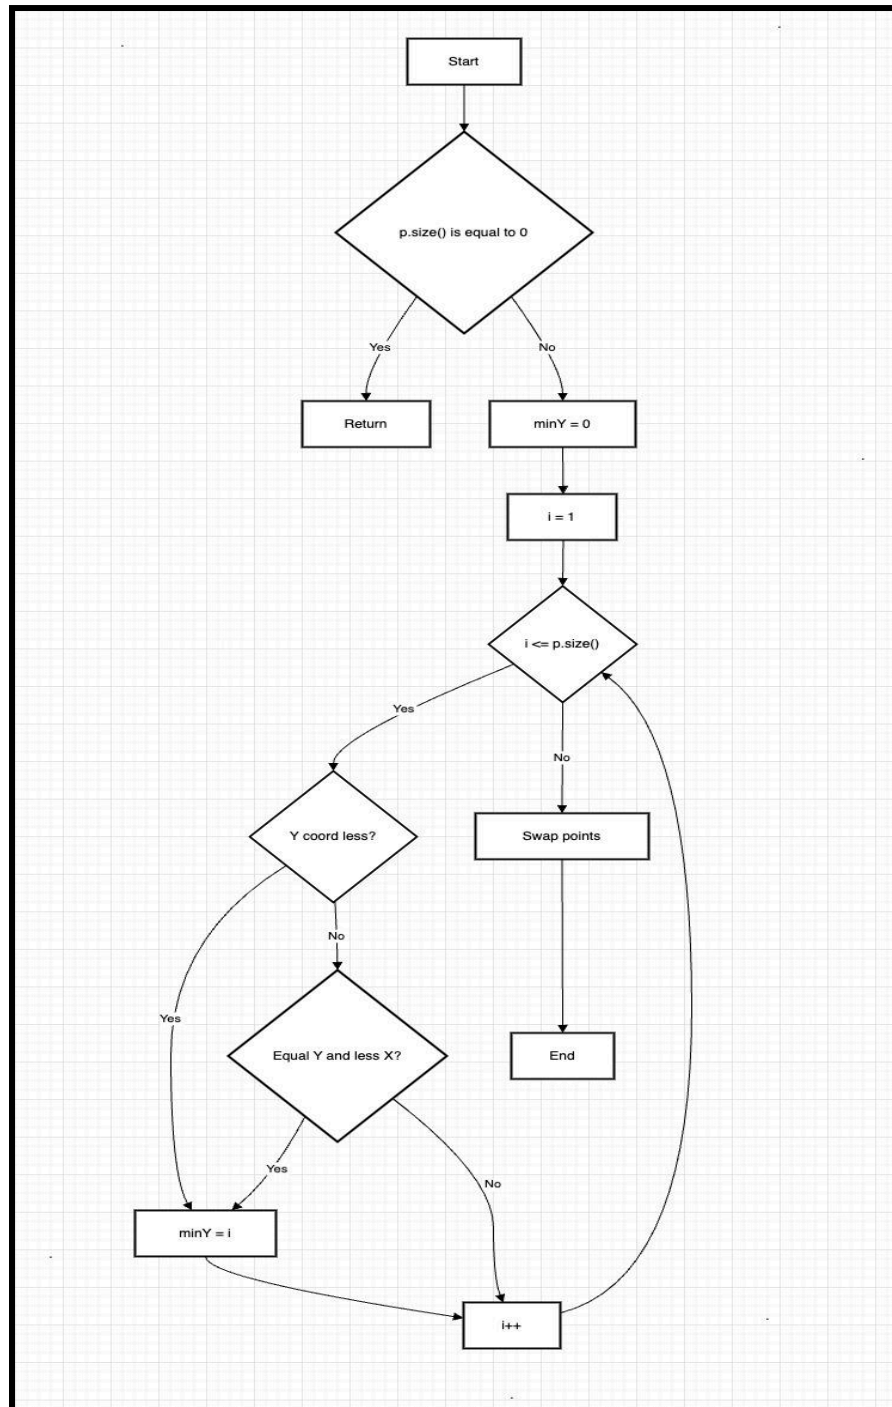 Start
p.size() is equal to 0
Yes
No
Return
minY = 0
i = 1
i <= p.size()
Yes
No
Y coord less?
Swap points
No
Yes
Equal Y and less X?
End
Yes
No
minY = i
i++